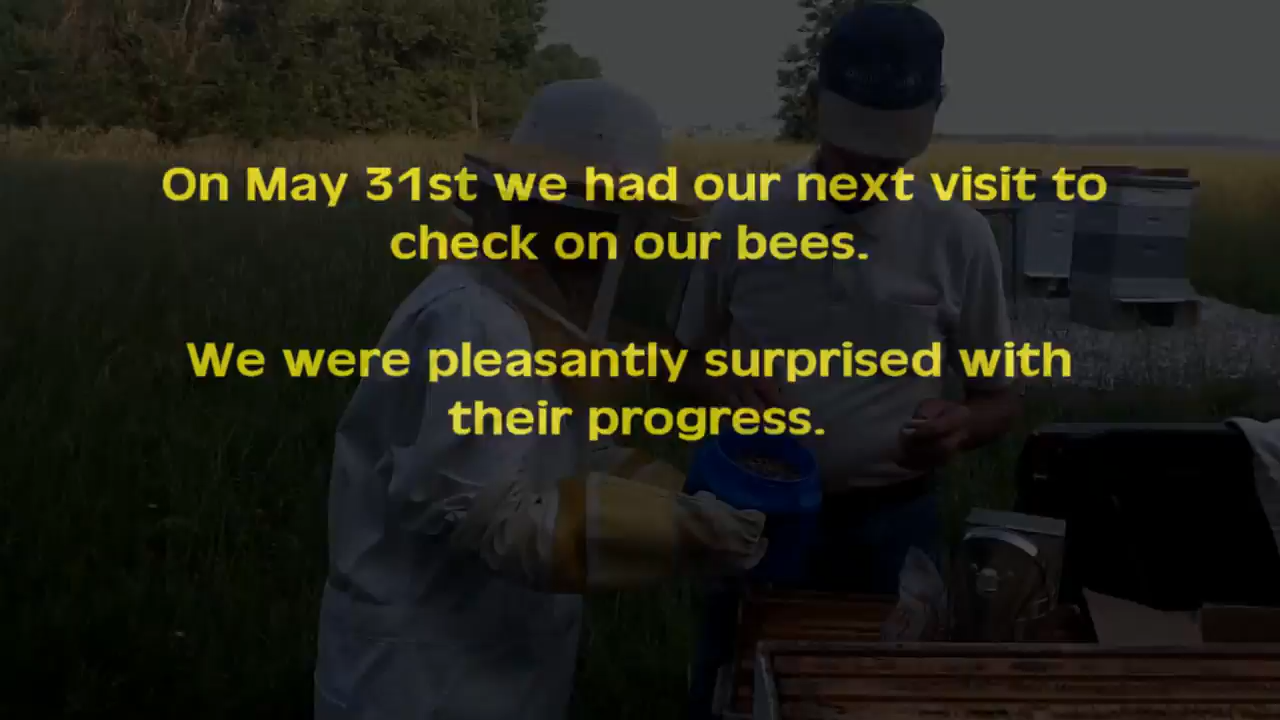 On May 31st we had our next visit to
check on our bees.
We were pleasantly surprised with
their progress.